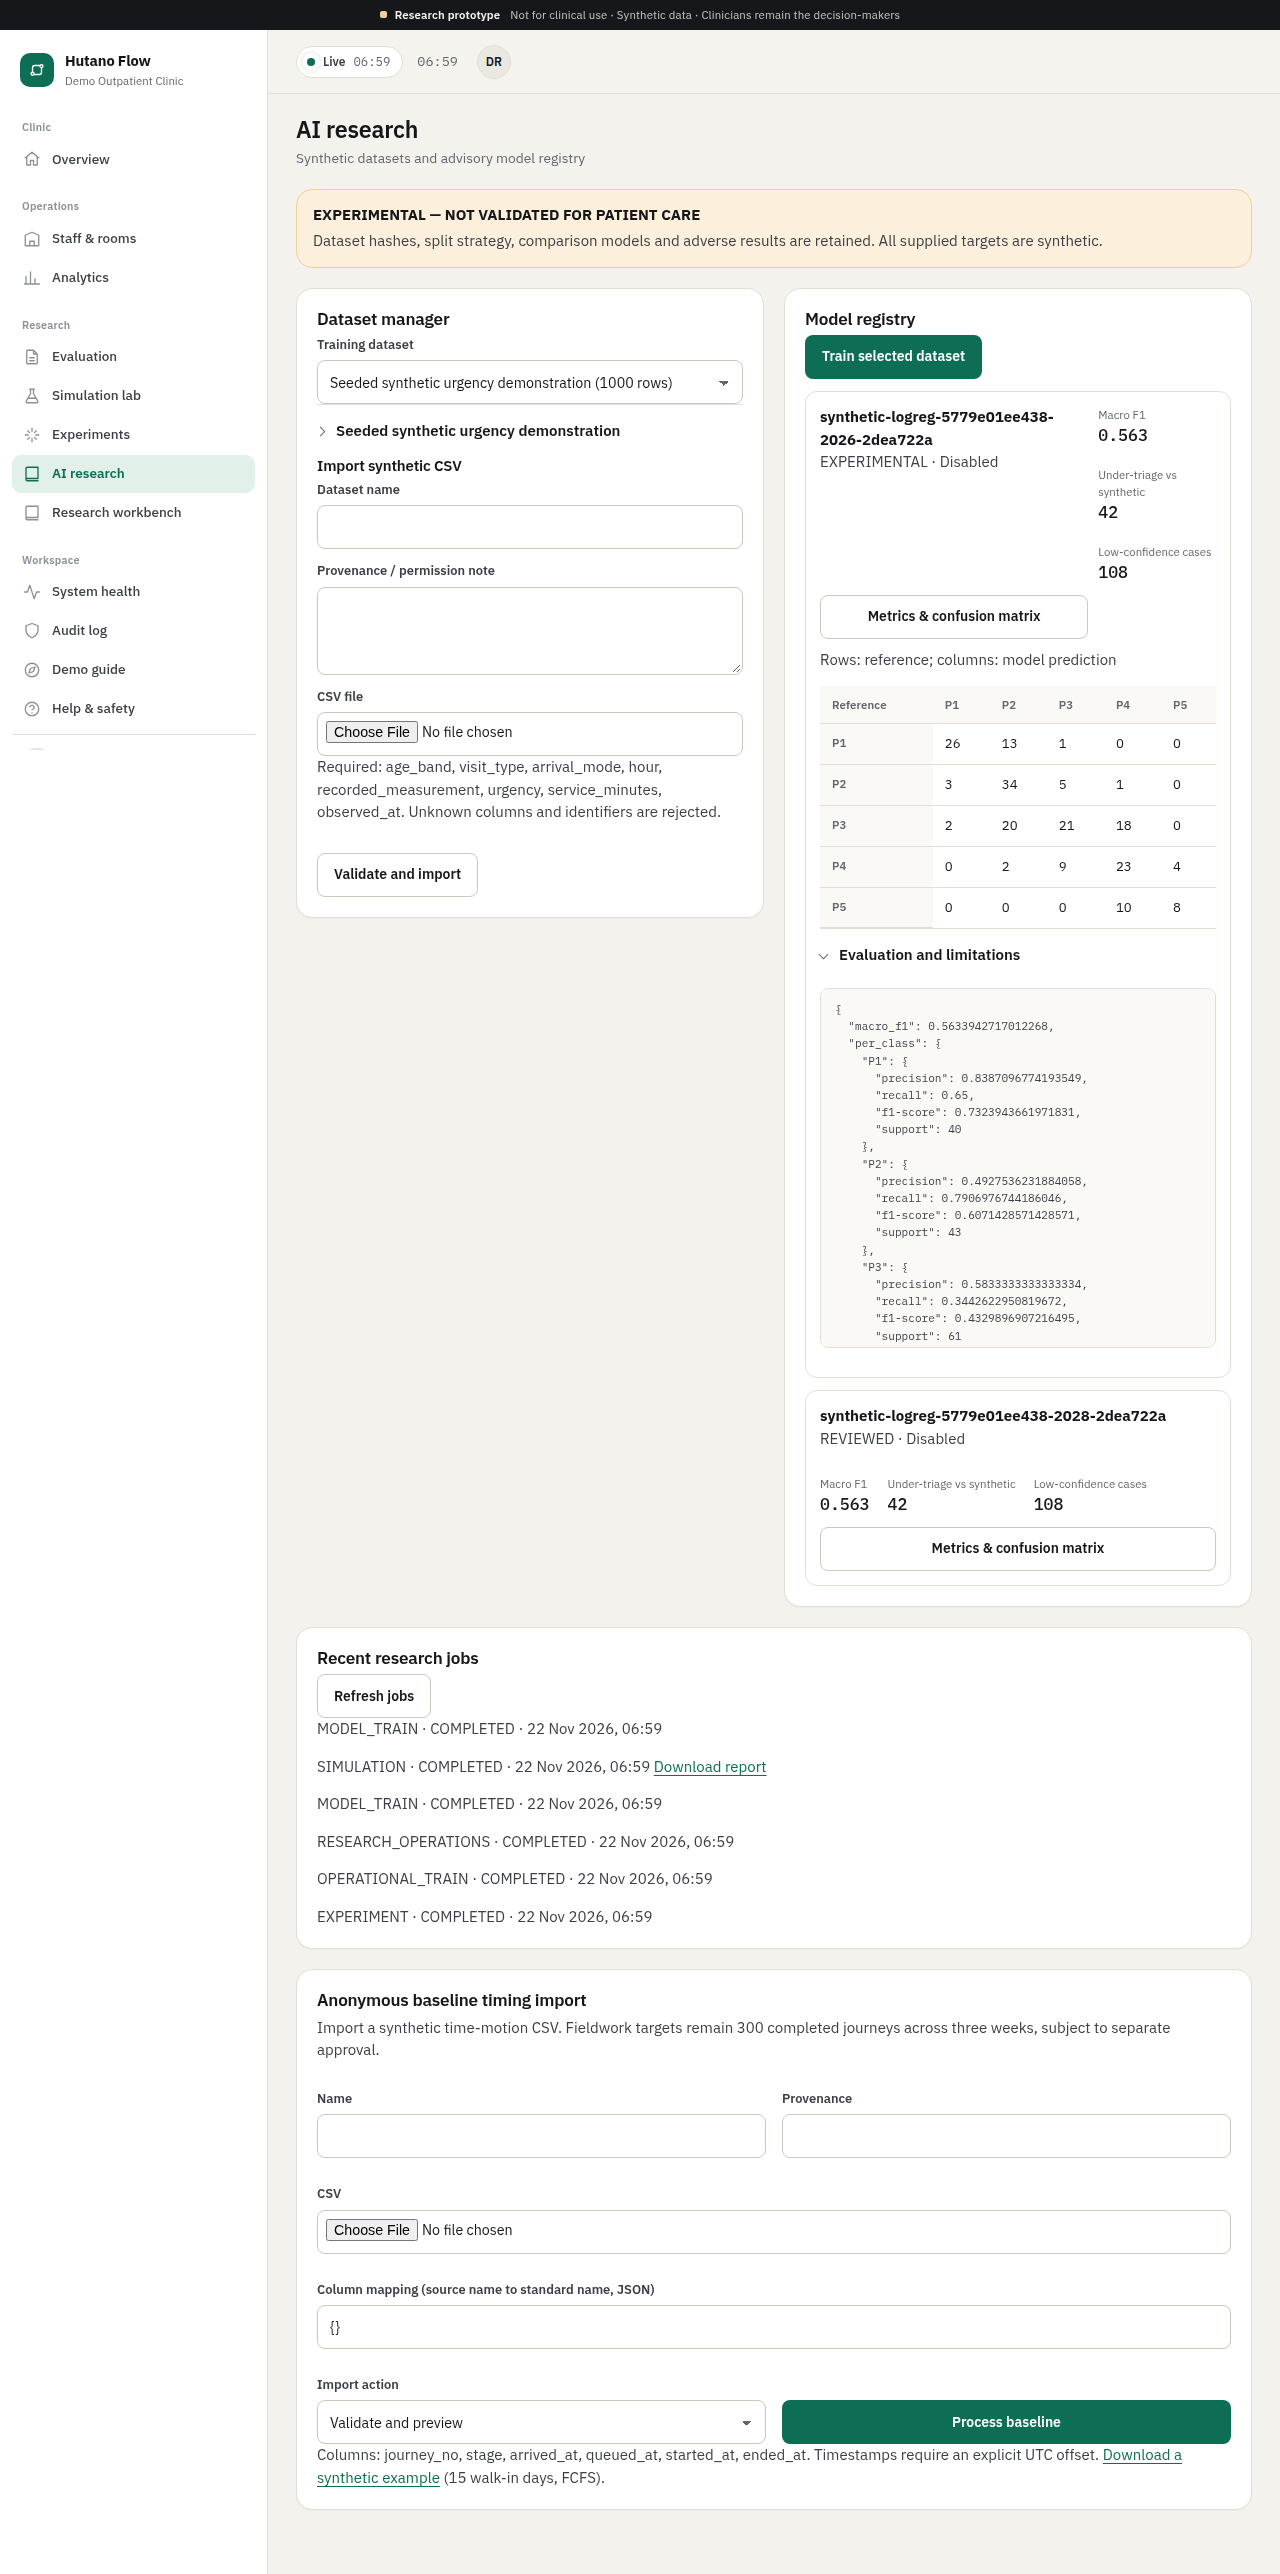 Research prototype Not for clinical use · Synthetic data · Clinicians remain the decision-makers
Hutano Flow
Demo Outpatient Clinic
Clinic
Overview
Operations
Staff & rooms
Analytics
Research
Evaluation
Simulation lab
Experiments
AI research
Research workbench
Workspace
System health
Audit log
Demo guide
Help & safety
Live 06:59 06:59 DR
AI research
Synthetic datasets and advisory model registry
EXPERIMENTAL — NOT VALIDATED FOR PATIENT CARE
Dataset hashes, split strategy, comparison models and adverse results are retained. All supplied targets are synthetic.
Dataset manager
Training dataset
Seeded synthetic urgency demonstration (1000 rows)
Seeded synthetic urgency demonstration
Import synthetic CSV
Dataset name
Provenance / permission note
CSV file
Choose File No file chosen
Required: age_band, visit_type, arrival_mode, hour,
recorded_measurement, urgency, service_minutes,
observed_at. Unknown columns and identifiers are rejected.
Validate and import
Model registry
Train selected dataset
synthetic-logreg-5779e01ee438-
2026-2dea722a
EXPERIMENTAL · Disabled
Macro F1
0.563
Under-triage vs
synthetic
42
Low-confidence cases
108
Metrics & confusion matrix
Rows: reference; columns: model prediction
Reference P1 P2 P3 P4 P5
P1 26 13 1 0 0
P2 3 34 5 1 0
P3 2 20 21 18 0
P4 0 2 9 23 4
P5 0 0 0 10 8
Evaluation and limitations
{
"macro_f1": 0.5633942717012268,
"per_class": {
"P1": {
"precision": 0.8387096774193549,
"recall": 0.65,
"f1-score": 0.7323943661971831,
"support": 40
},
"P2": {
"precision": 0.4927536231884058,
"recall": 0.7906976744186046,
"f1-score": 0.6071428571428571,
"support": 43
},
"P3": {
"precision": 0.5833333333333334,
"recall": 0.3442622950819672,
"f1-score": 0.4329896907216495,
"support": 61
synthetic-logreg-5779e01ee438-2028-2dea722a
REVIEWED · Disabled
Macro F1 Under-triage vs synthetic Low-confidence cases
0.563 42 108
Metrics & confusion matrix
Recent research jobs
Refresh jobs
MODEL_TRAIN · COMPLETED · 22 Nov 2026, 06:59
SIMULATION · COMPLETED · 22 Nov 2026, 06:59 Download report
MODEL_TRAIN · COMPLETED · 22 Nov 2026, 06:59
RESEARCH_OPERATIONS · COMPLETED · 22 Nov 2026, 06:59
OPERATIONAL_TRAIN · COMPLETED · 22 Nov 2026, 06:59
EXPERIMENT · COMPLETED · 22 Nov 2026, 06:59
Anonymous baseline timing import
Import a synthetic time-motion CSV. Fieldwork targets remain 300 completed journeys across three weeks, subject to separate
approval.
Name Provenance
CSV
Choose File No file chosen
Column mapping (source name to standard name, JSON)
{}
Import action
Validate and preview Process baseline
Columns: journey_no, stage, arrived_at, queued_at, started_at, ended_at. Timestamps require an explicit UTC offset. Download a
synthetic example (15 walk-in days, FCFS).